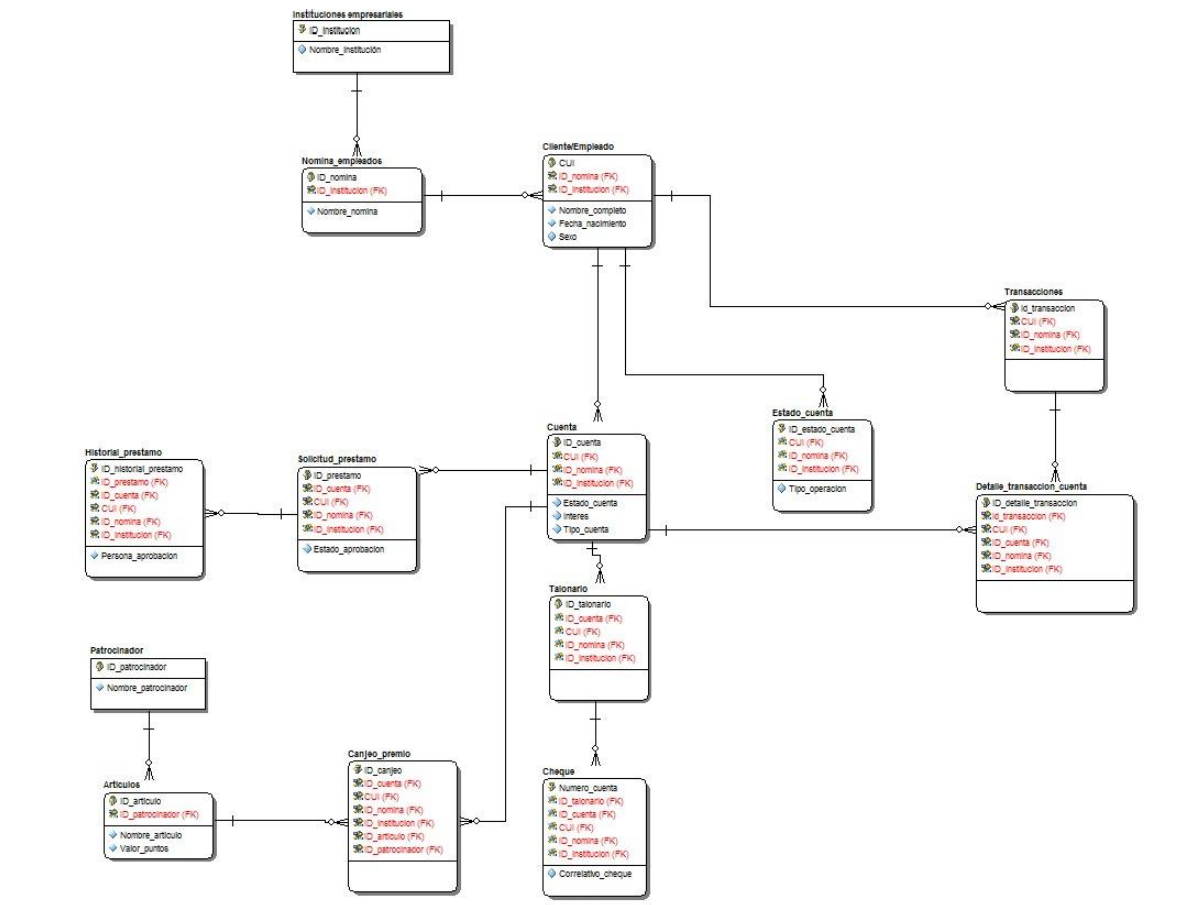 Instituciones empresariales
ID_Institucion
Nombre_Institución
Nomina_empleados
ID_nomina
ID_Institucion (FK)
Nombre_nomina
Cliente/Empleado
CUI
ID_nomina (FK)
ID_Institucion (FK)
Nombre_completo
Fecha_nacimiento
Sexo
Transacciones
Id_transaccion
CUI (FK)
ID_nomina (FK)
ID_Institucion (FK)
Estado_cuenta
ID_estado_cuenta
CUI (FK)
ID_nomina (FK)
ID_Institucion (FK)
Tipo_operacion
Cuenta
ID_cuenta
CUI (FK)
ID_nomina (FK)
ID_Institucion (FK)
Estado_cuenta
Interes
Tipo_cuenta
Historial_prestamo
ID_historial_prestamo
ID_prestamo (FK)
ID_cuenta (FK)
CUI (FK)
ID_nomina (FK)
ID_Institucion (FK)
Persona_aprobacion
Solicitud_prestamo
ID_prestamo
ID_cuenta (FK)
CUI (FK)
ID_nomina (FK)
ID_Institucion (FK)
Estado_aprobacion
Detalle_transaccion_cuenta
ID_detalle_transaccion
Id_transaccion (FK)
CUI (FK)
ID_cuenta (FK)
ID_nomina (FK)
ID_Institucion (FK)
Talonario
ID_talonario
ID_cuenta (FK)
CUI (FK)
ID_nomina (FK)
ID_Institucion (FK)
Patrocinador
ID_patrocinador
Nombre_patrocinador
Articulos
ID_articulo
ID_patrocinador (FK)
Nombre_articulo
Valor_puntos
Canjeo_premio
ID_canjeo
ID_cuenta (FK)
CUI (FK)
ID_nomina (FK)
ID_Institucion (FK)
ID_articulo (FK)
ID_patrocinador (FK)
Cheque
Numero_cuenta
ID_talonario (FK)
ID_cuenta (FK)
CUI (FK)
ID_nomina (FK)
ID_Institucion (FK)
Correlativo_cheque